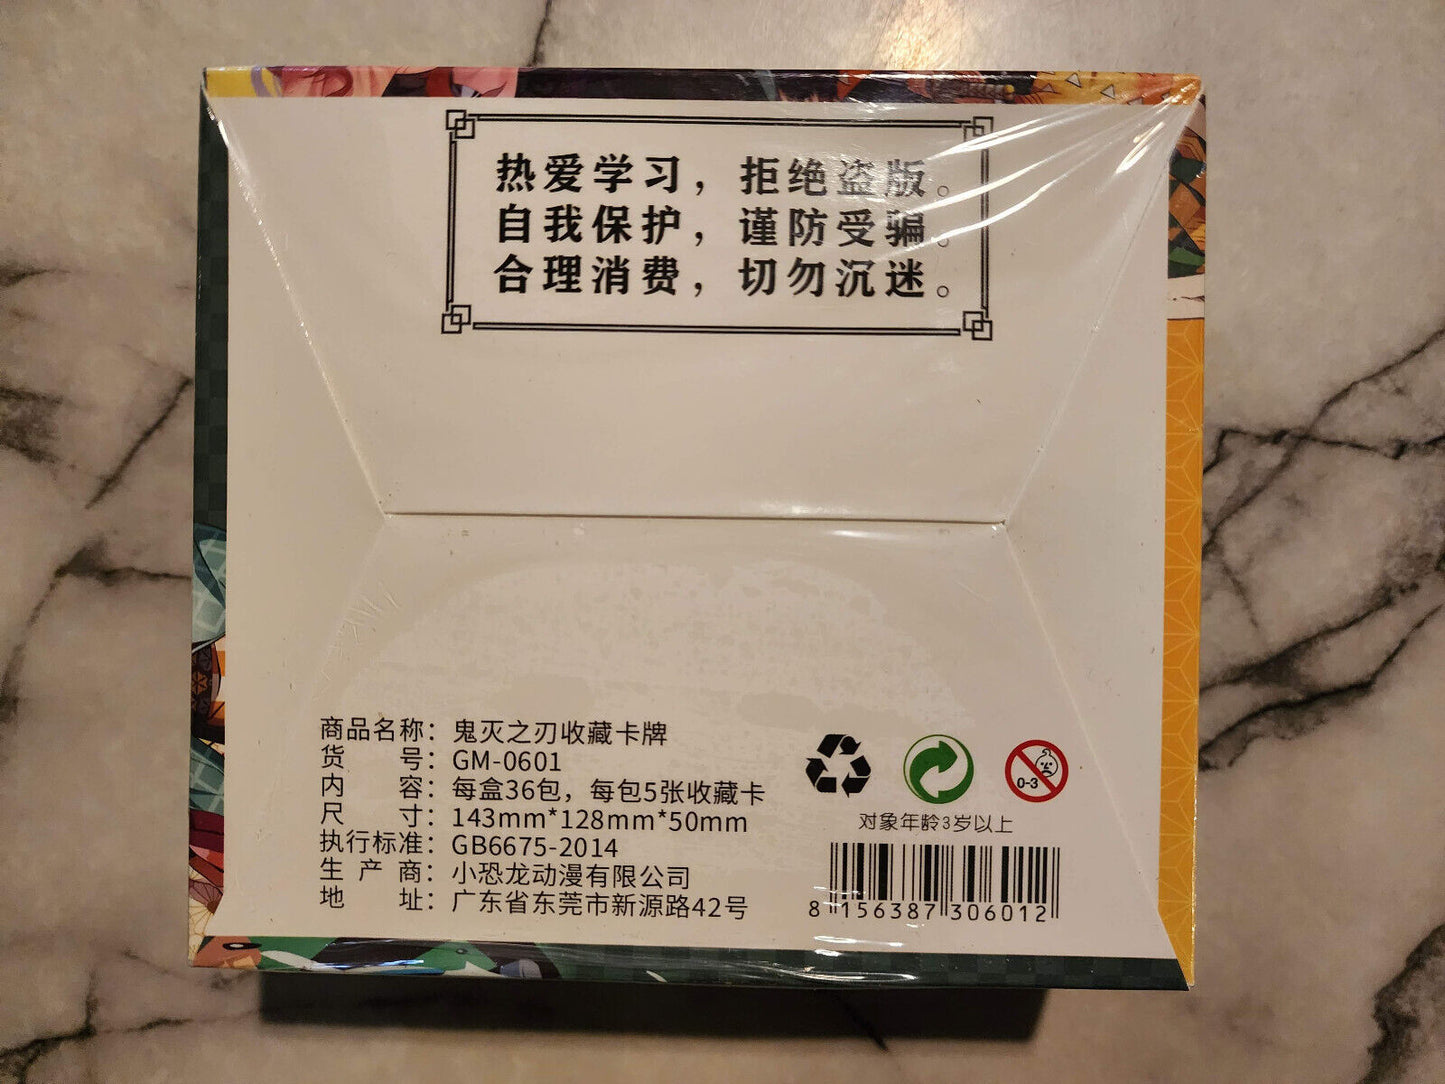 热爱学习，拒绝盗版。
自我保护，谨防受骗。
合理消费，切勿沉迷。
商品名称：鬼灭之刃收藏卡牌
货号：GM-0601
内容：每盒36包，每包5张收藏卡
尺寸：143mm*128mm*50mm
执行标准：GB6675-2014
生产商：小恐龙动漫有限公司
地址：广东省东莞市新源路42号
0-3
对象年龄3岁以上
8 156387 306012